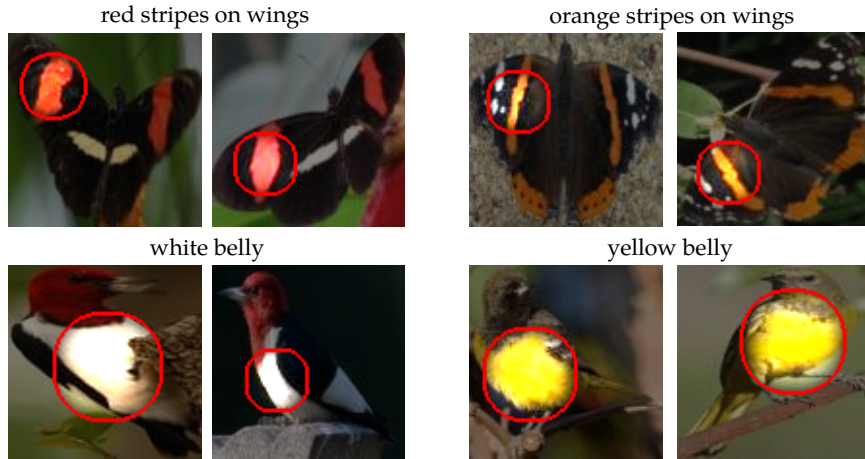 red stripes on wings
orange stripes on wings
white belly
yellow belly